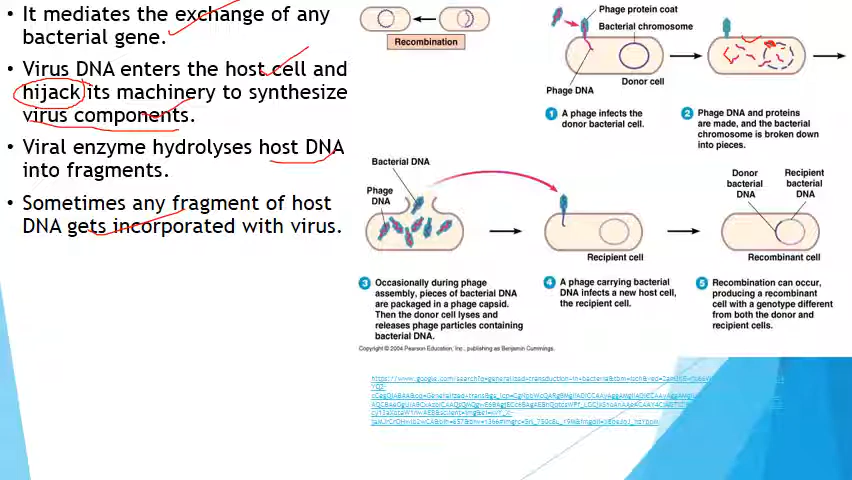 • It mediates the exchange of any
bacterial gene.
• Virus DNA enters the host cell and
hijack its machinery to synthesize
virus components.
• Viral enzyme hydrolyses host DNA
into fragments.
• Sometimes any fragment of host
DNA gets incorporated with virus.
Recombination
Phage protein coat
Bacterial chromosome
Phage DNA
Donor cell
1 A phage infects the
donor bacterial cell.
2 Phage DNA and proteins
are made, and the bacterial
chromosome is broken down
into pieces.
Bacterial DNA
Phage
DNA
Recipient cell
Donor
bacterial
DNA
Recipient
bacterial
DNA
Recombinant cell
3 Occasionally during phage
assembly, pieces of bacterial DNA
are packaged in a phage capsid.
Then the donor cell lyses and
releases phage particles containing
bacterial DNA.
4 A phage carrying bacterial
DNA infects a new host cell,
the recipient cell.
5 Recombination can occur,
producing a recombinant
cell with a genotype different
from both the donor and
recipient cells.
Copyright © 2004 Pearson Education, Inc., publishing as Benjamin Cummings.